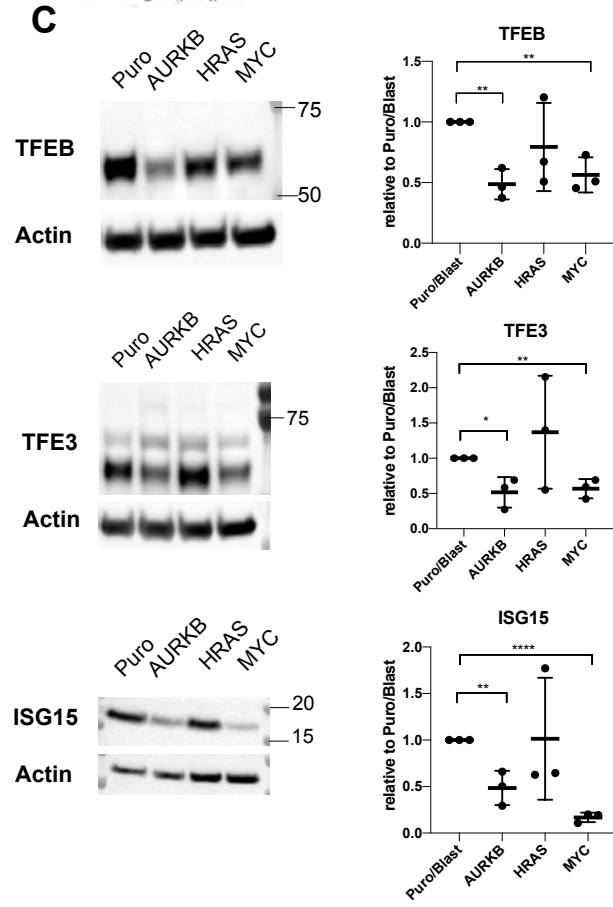 C
Puro AURKB HRAS MYC
TFEB
75
50
Actin
TFEB
relative to Puro/Blast
1.5
1.0
0.5
0.0
**
**
Puro/Blast AURKB HRAS MYC
Puro AURKB HRAS MYC
TFE3
75
Actin
TFE3
relative to Puro/Blast
2.5
2.0
1.5
1.0
0.5
0.0
**
*
Puro/Blast AURKB HRAS MYC
Puro AURKB HRAS MYC
ISG15
20
15
Actin
ISG15
relative to Puro/Blast
2.0
1.5
1.0
0.5
0.0
****
**
Puro/Blast AURKB HRAS MYC